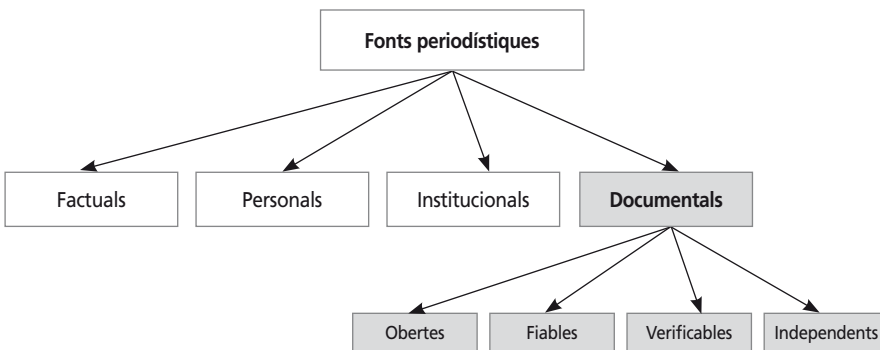 Fonts periodístiques
Factuals
Personals
Institucionals
Documentals
Obertes
Fiables
Verificables
Independents